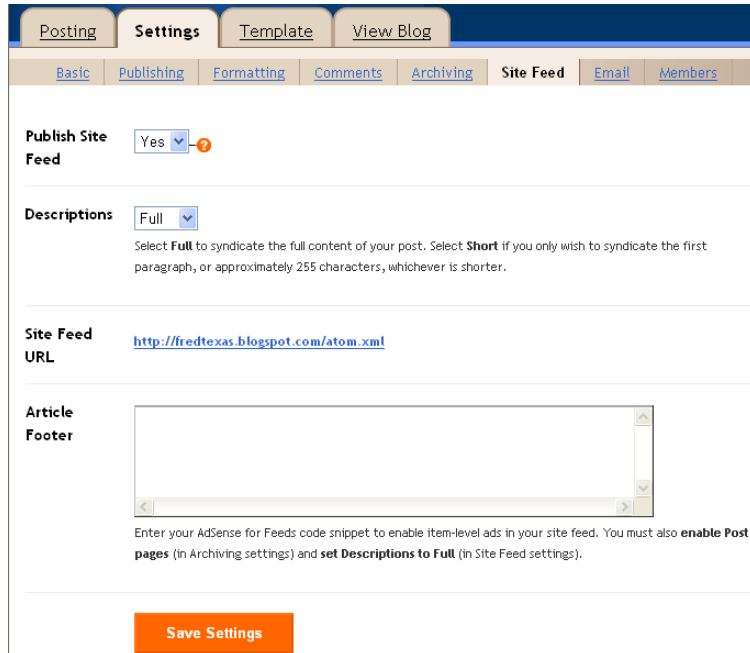 Posting Settings Template View Blog
Basic Publishing Formatting Comments Archiving Site Feed Email Members
Publish Site
Feed
Yes
?
Descriptions
Full
Select Full to syndicate the full content of your post. Select Short if you only wish to syndicate the first
paragraph, or approximately 255 characters, whichever is shorter.
Site Feed
URL
http://fredtexas.blogspot.com/atom.xml
Article
Footer
Enter your AdSense for Feeds code snippet to enable item-level ads in your site feed. You must also enable Post
pages (in Archiving settings) and set Descriptions to Full (in Site Feed settings).
Save Settings